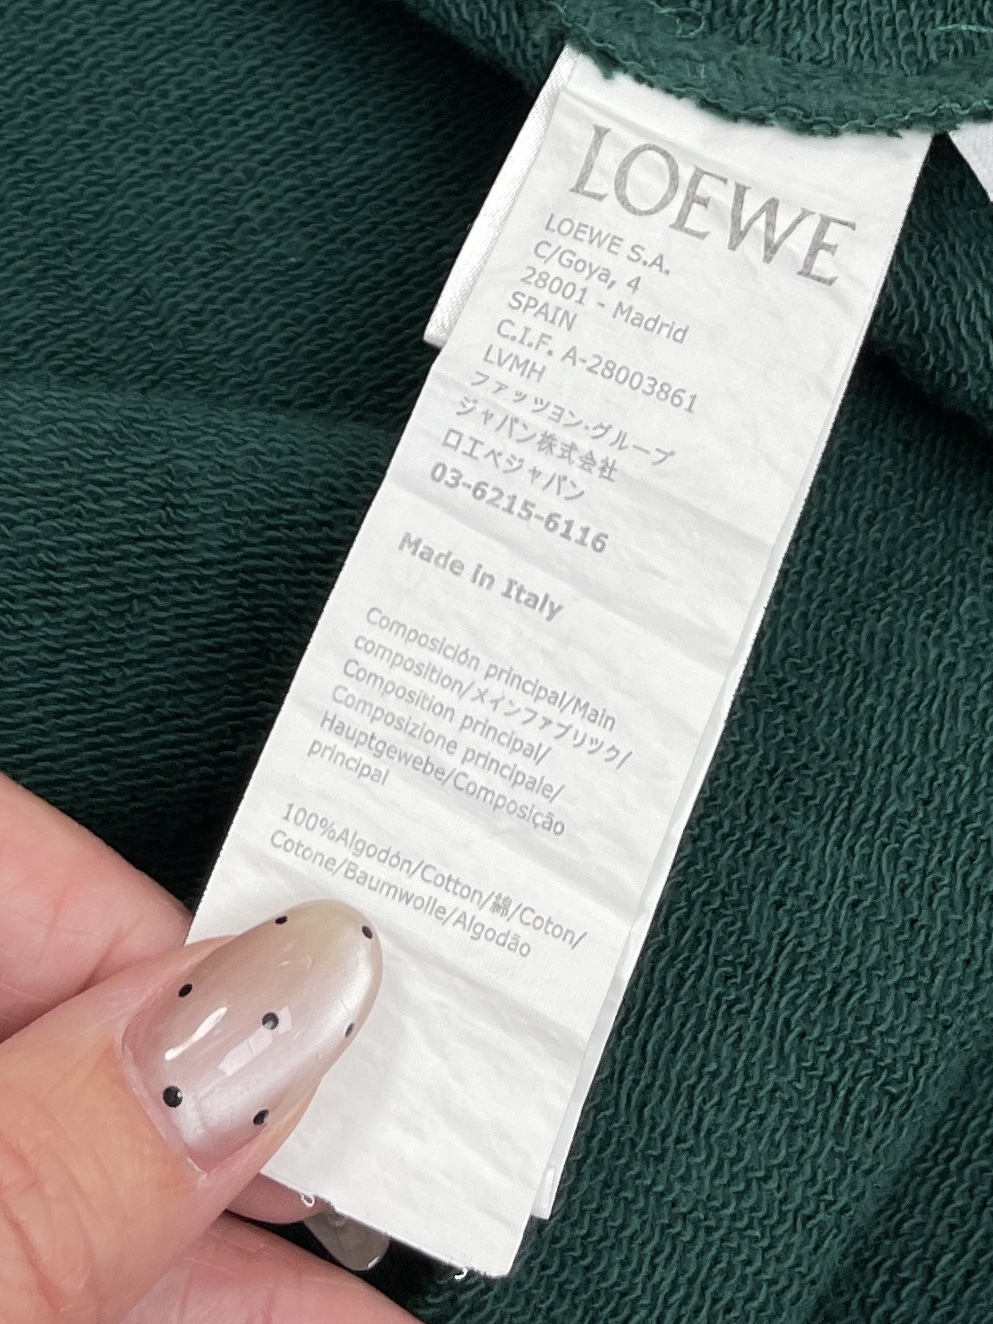 LOEWE
LOEWE S.A.
C/Goya, 4
28001 - Madrid
SPAIN
C.I.F. A-28003861
LVMH
ファッツョン・グループ
ジャパン株式会社
ロエベジャパン
03-6215-6116
Made in Italy
Composición principal/Main
composition/メインファブリック/
Composition principal/
Composizione principale/
Hauptgewebe/Composição
principal
100%Algodón/Cotton/綿/Coton/
Cotone/Baumwolle/Algodão